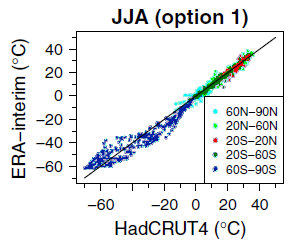 JJA (option 1)
ERA−interim (°C)
40
20
0
−20
−40
−60
60N−90N
20N−60N
20S−20N
20S−60S
60S−90S
−60
−20
0
20
40
HadCRUT4 (°C)